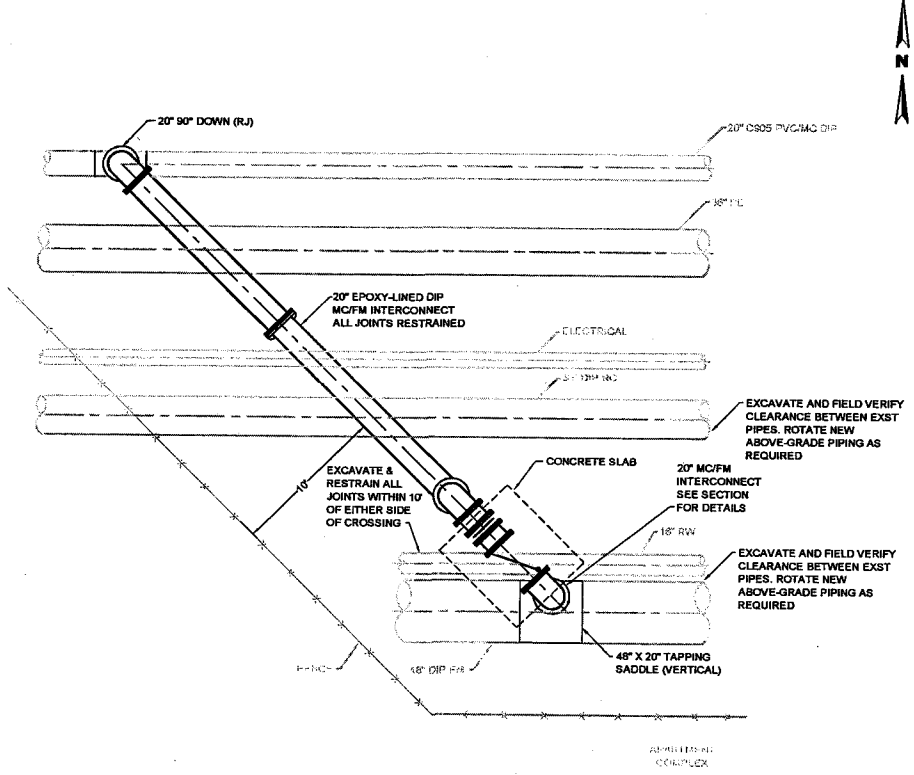 N
20" 90° DOWN (RJ)
20" C905 PVC/MC DIP
20" EPOXY-LINED DIP
MC/FM INTERCONNECT
ALL JOINTS RESTRAINED
ELECTRICAL
EXCAVATE AND FIELD VERIFY
CLEARANCE BETWEEN EXST
PIPES. ROTATE NEW
ABOVE-GRADE PIPING AS
REQUIRED
CONCRETE SLAB
20" MC/FM
INTERCONNECT
SEE SECTION
FOR DETAILS
EXCAVATE &
RESTRAIN ALL
JOINTS WITHIN 10'
OF EITHER SIDE
OF CROSSING
10'
16" RW
EXCAVATE AND FIELD VERIFY
CLEARANCE BETWEEN EXST
PIPES. ROTATE NEW
ABOVE-GRADE PIPING AS
REQUIRED
48" X 20" TAPPING
SADDLE (VERTICAL)
FENCE
48" DIP FM
APARTMENT
COMPLEX